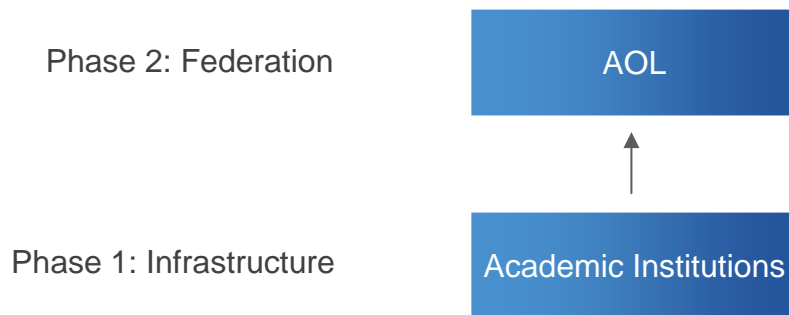 Phase 2: Federation
AOL
Phase 1: Infrastructure
Academic Institutions